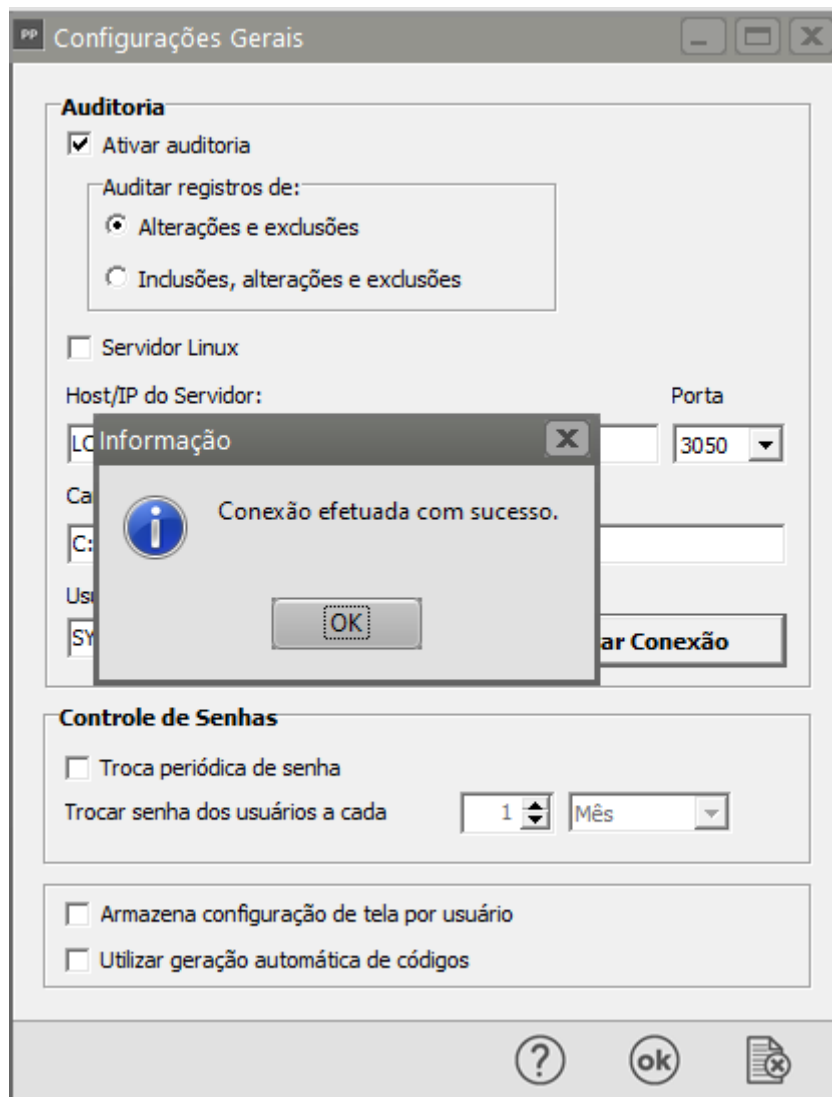 PP Configurações Gerais
Auditoria
Ativar auditoria
Auditar registros de:
Alterações e exclusões
Inclusões, alterações e exclusões
Servidor Linux
Host/IP do Servidor:
Porta
3050
Informação
Conexão efetuada com sucesso.
C:
OK
ar Conexão
Controle de Senhas
Troca periódica de senha
Trocar senha dos usuários a cada
1
Mês
Armazena configuração de tela por usuário
Utilizar geração automática de códigos
?
ok